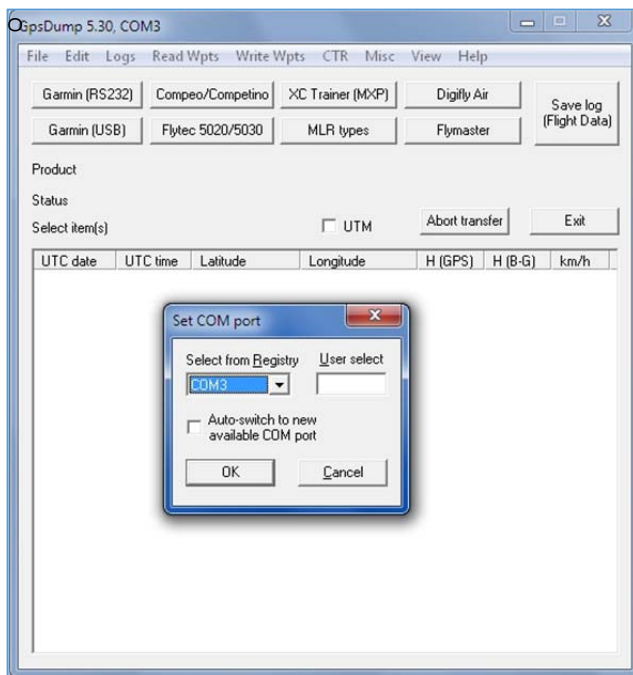 GpsDump 5.30, COM3
File Edit Logs Read Wpts Write Wpts CTR Misc View Help
Garmin (RS232) Compeo/Competino XC Trainer (MXP) Digifly Air
Save log
(Flight Data)
Garmin (USB) Flytec 5020/5030 MLR types Flymaster
Product
Status
Select item(s) UTM Abort transfer Exit
UTC date UTC time Latitude Longitude H (GPS) H (B-G) km/h
Set COM port
Select from Registry User select
COM3
Auto-switch to new
available COM port
OK Cancel